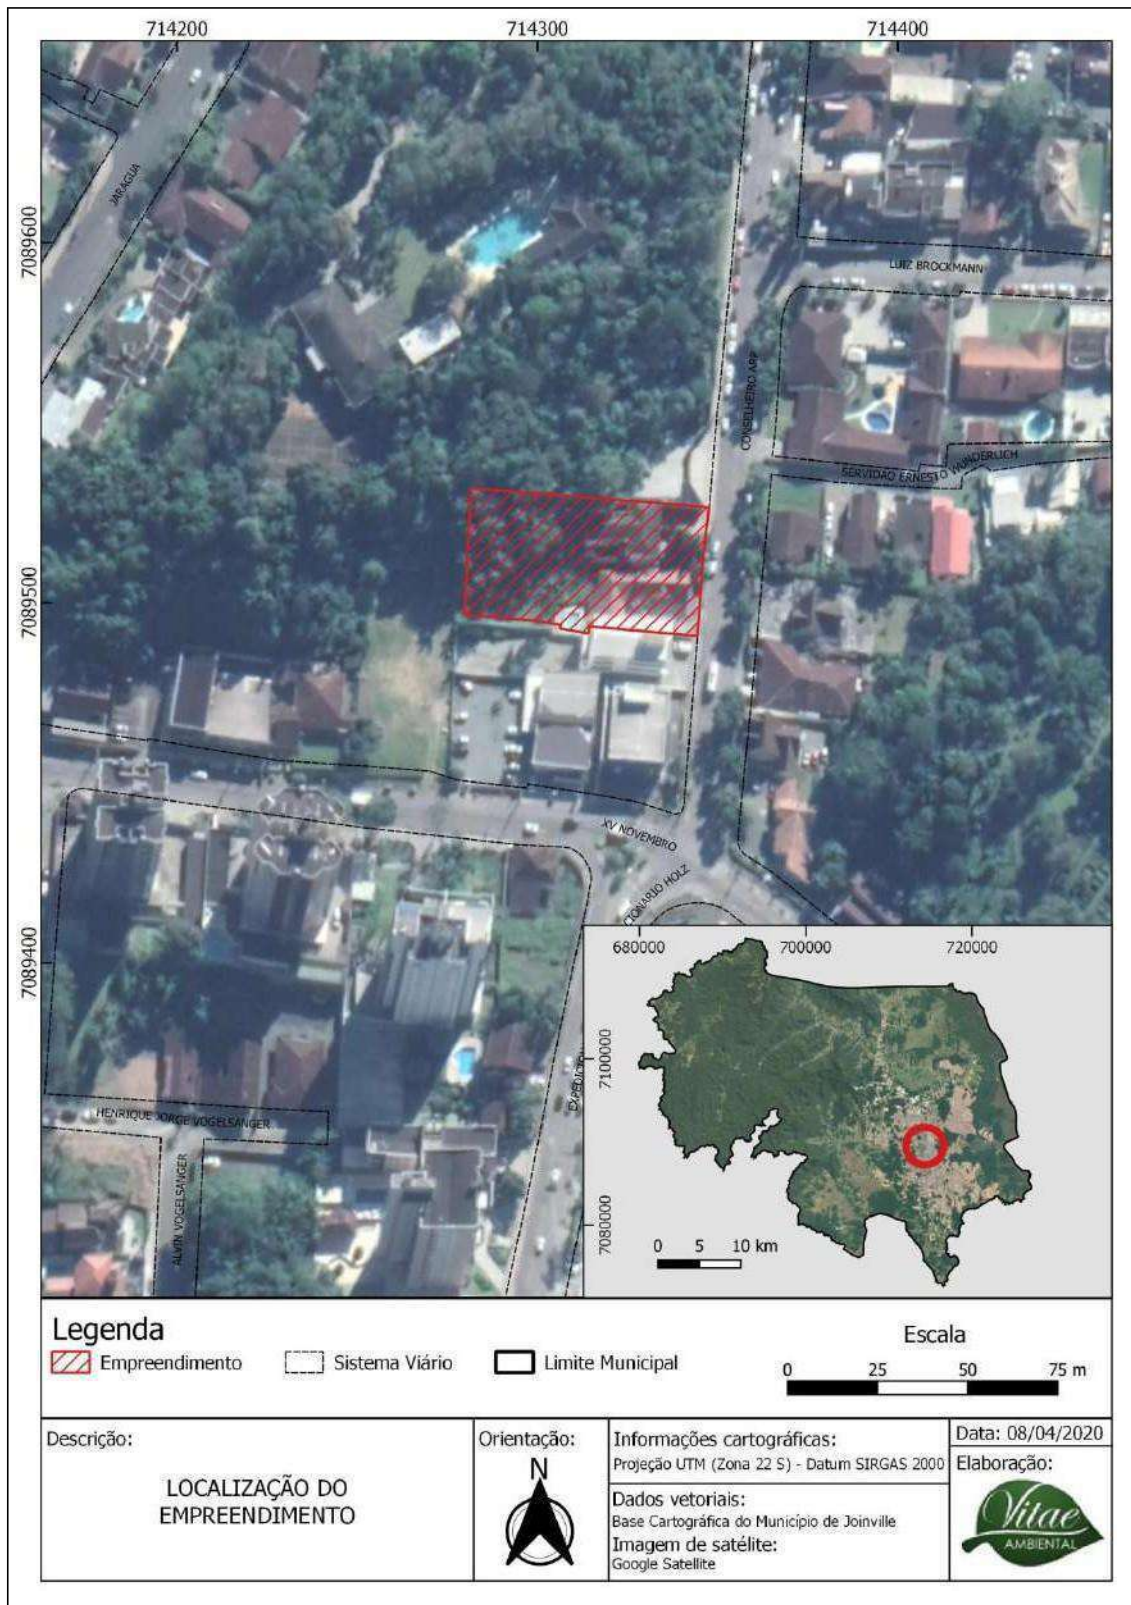 714200
714300
714400
7089600
7089500
7089400
JARAGUA
LUIZ BROCKMANN
CONSELHEIRO ARP
SERVIDAO ERNESTO WUNDERLICH
XV NOVEMBRO
CIONARIO HOLZ
EXPEDICION
HENRIQUE JORGE VOGELSANGER
ALVIN VOGELSANGER
680000
700000
720000
7100000
7080000
0 5 10 km
Legenda
Empreendimento
Sistema Viário
Limite Municipal
Escala
0 25 50 75 m
Descrição:
LOCALIZAÇÃO DO
EMPREENDIMENTO
Orientação:
N
Informações cartográficas:
Projeção UTM (Zona 22 S) - Datum SIRGAS 2000
Dados vetoriais:
Base Cartográfica do Município de Joinville
Imagem de satélite:
Google Satellite
Data: 08/04/2020
Elaboração:
Vitae
AMBIENTAL